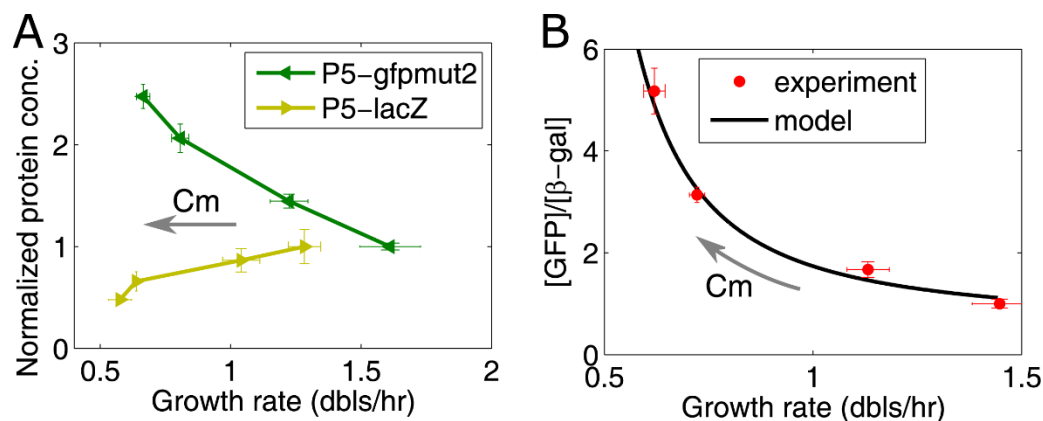 A
Normalized protein conc.
3
2
1
0
P5-gfpmut2
P5-lacZ
Cm
0.5
1
1.5
2
Growth rate (dbls/hr)
B
[GFP]/[β-gal]
6
4
2
0
experiment
model
Cm
0.5
1
1.5
Growth rate (dbls/hr)